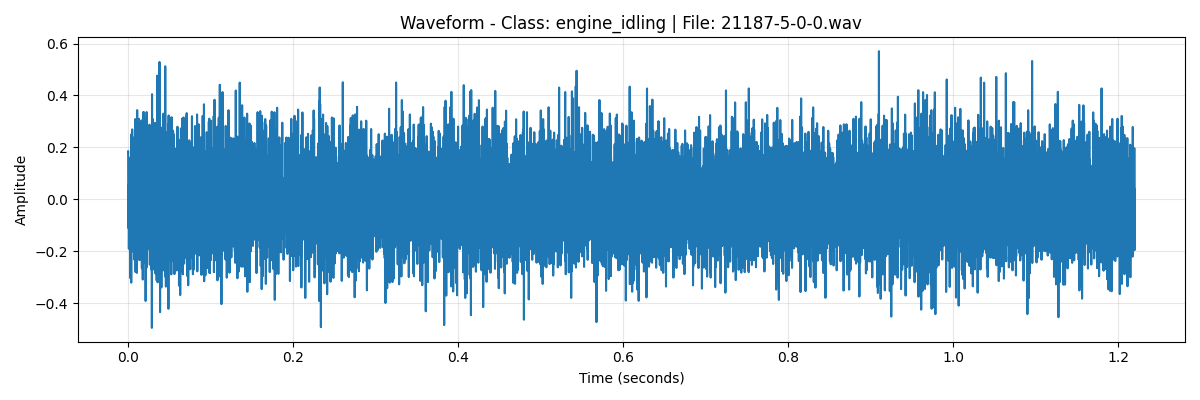 Waveform - Class: engine_idling | File: 21187-5-0-0.wav
0.6
0.4
0.2
0.0
−0.2
−0.4
Amplitude
0.0 0.2 0.4 0.6 0.8 1.0 1.2
Time (seconds)